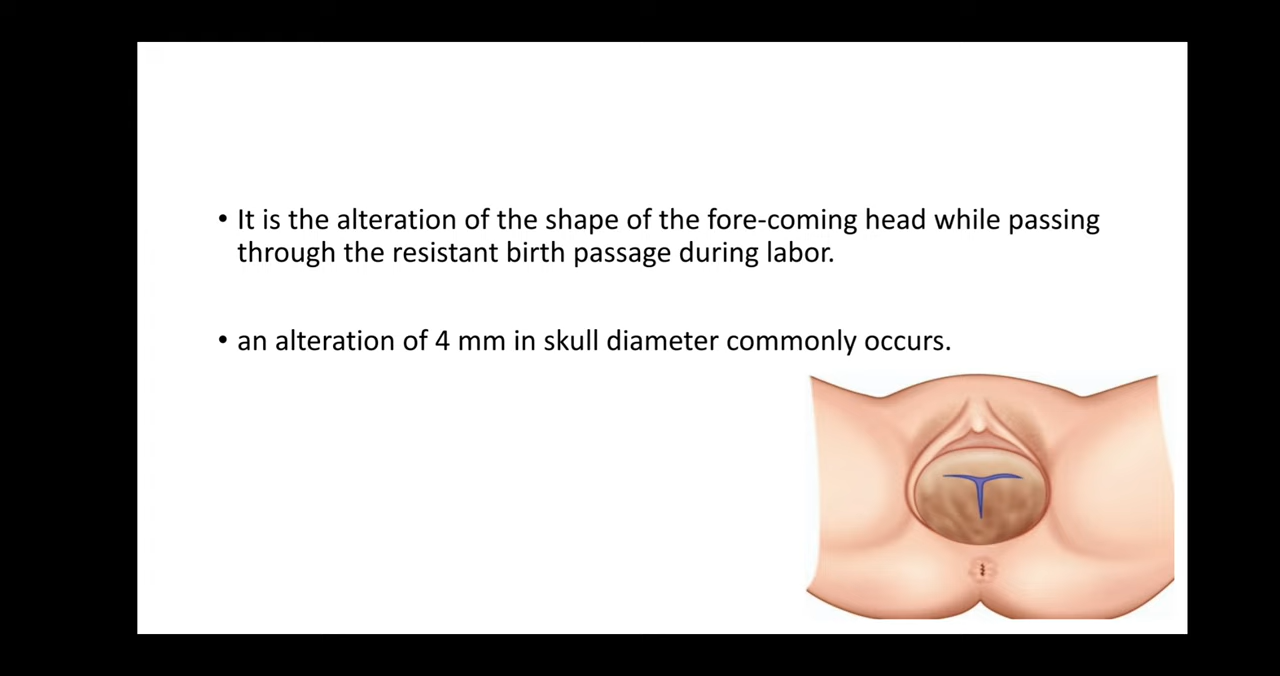 • It is the alteration of the shape of the fore-coming head while passing
through the resistant birth passage during labor.
• an alteration of 4 mm in skull diameter commonly occurs.